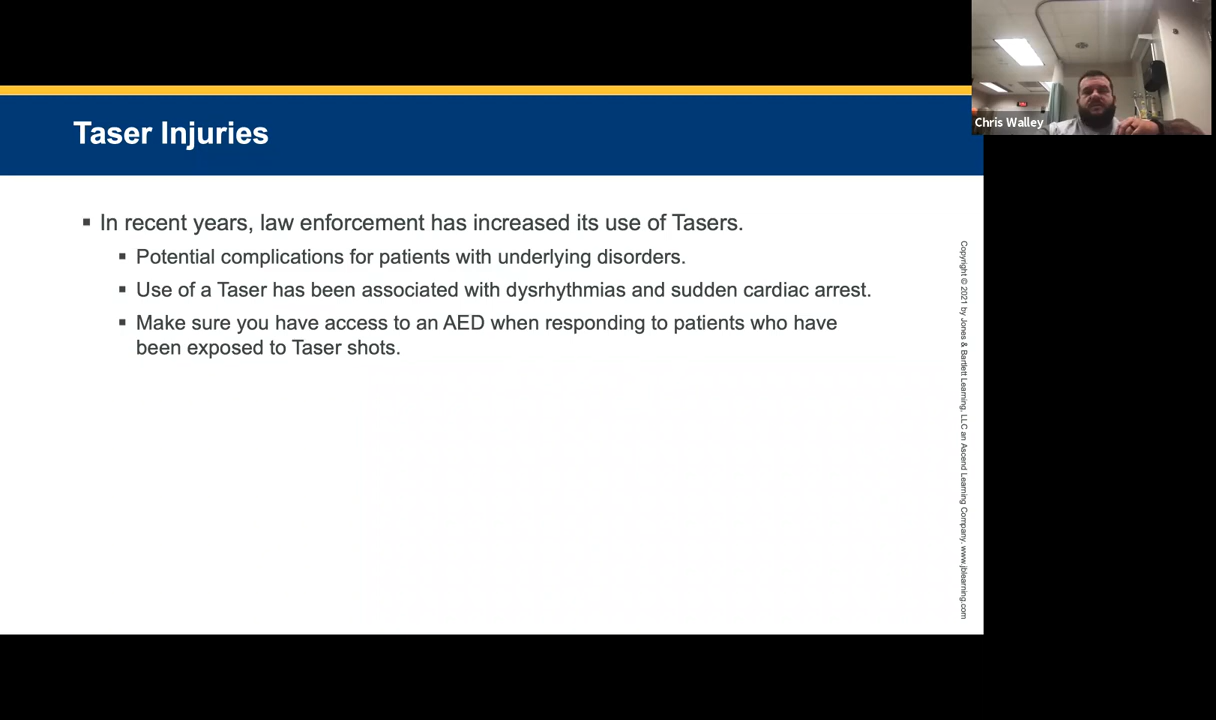 Taser Injuries
▪ In recent years, law enforcement has increased its use of Tasers.
▪ Potential complications for patients with underlying disorders.
▪ Use of a Taser has been associated with dysrhythmias and sudden cardiac arrest.
▪ Make sure you have access to an AED when responding to patients who have
been exposed to Taser shots.
Copyright © 2021 by Jones & Bartlett Learning, LLC an Ascend Learning Company. www.jblearning.com
Chris Walley